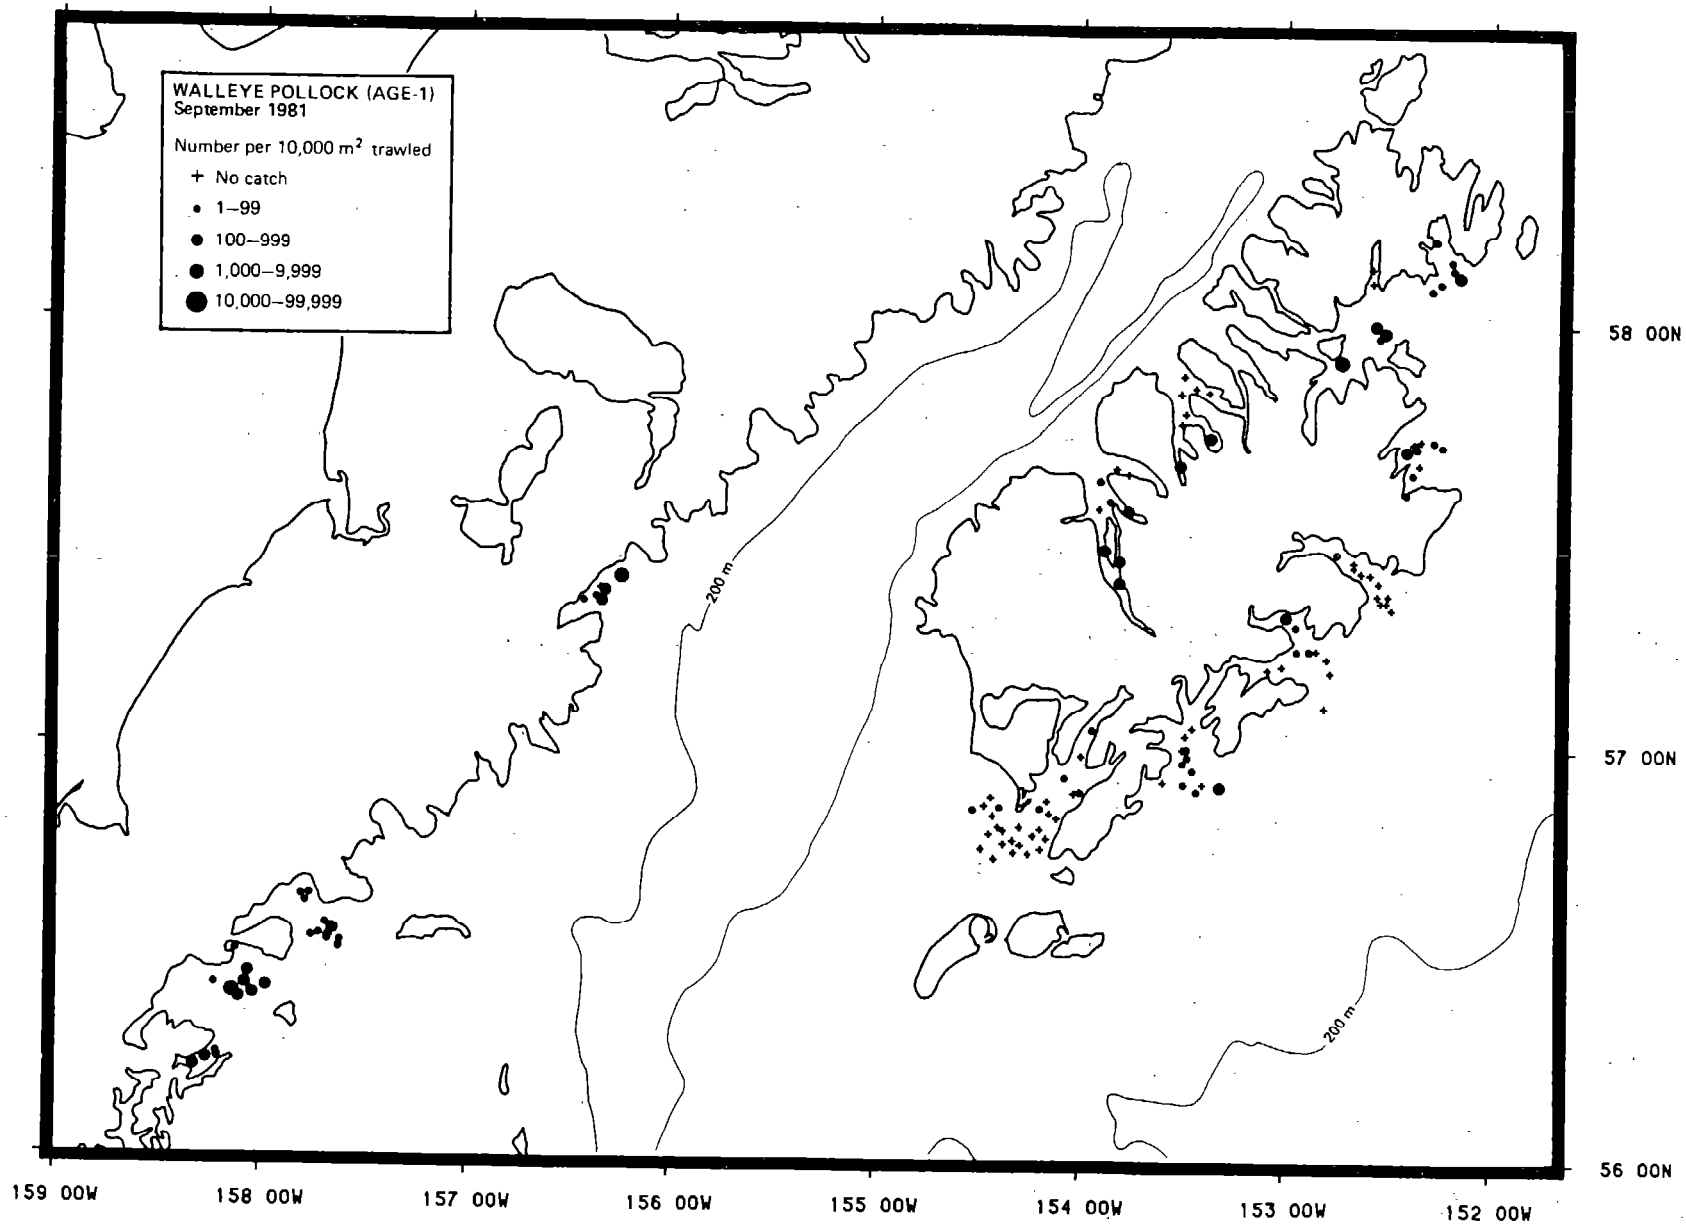 WALLEYE POLLOCK (AGE-1)
September 1981
Number per 10,000 m² trawled
+ No catch
• 1–99
● 100–999
● 1,000–9,999
● 10,000–99,999
58 00N
200 m
57 00N
200 m
56 00N
159 00W 158 00W 157 00W 156 00W 155 00W 154 00W 153 00W 152 00W